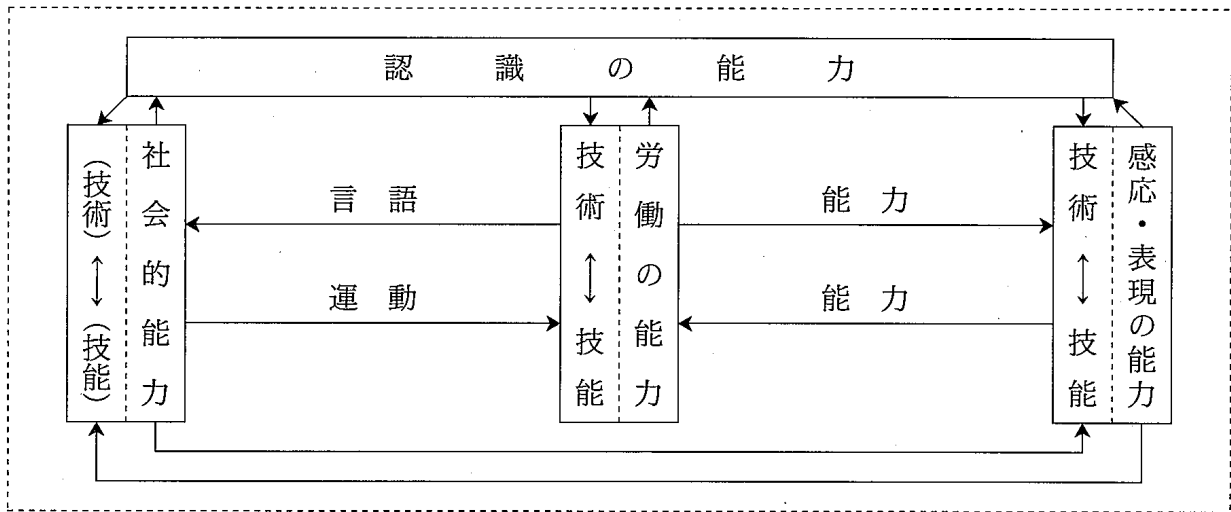 認識の能力
(技術)↔(技能)
社会的能力
言語能力
運動能力
技術↔技能
労働の能力
技術↔技能
感応・表現の能力